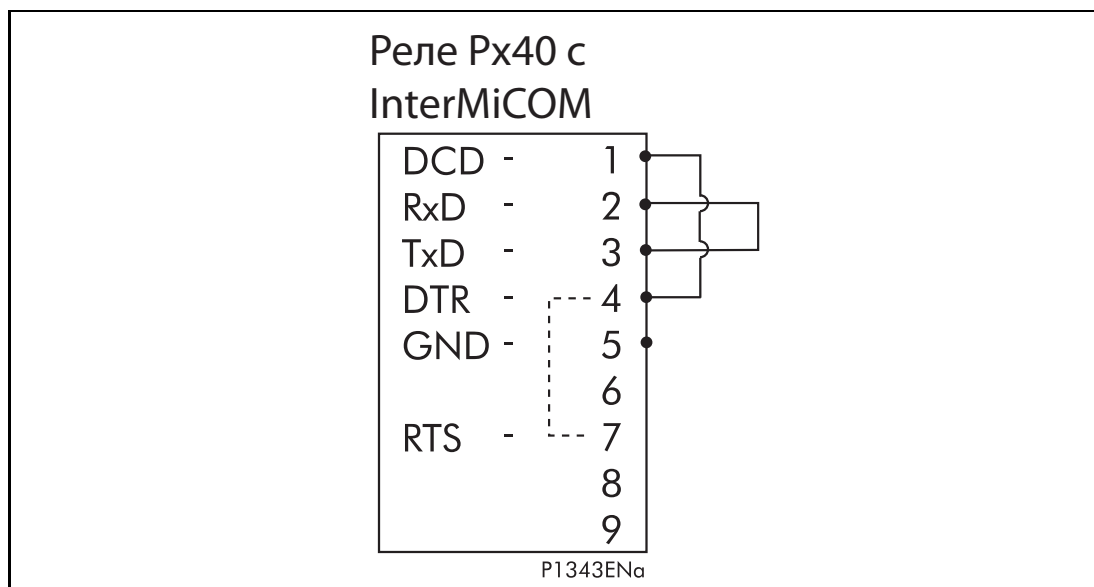 Реле Px40 с
InterMiCOM
DCD - 1
RxD - 2
TxD - 3
DTR - 4
GND - 5
6
RTS - 7
8
9
P1343ENa